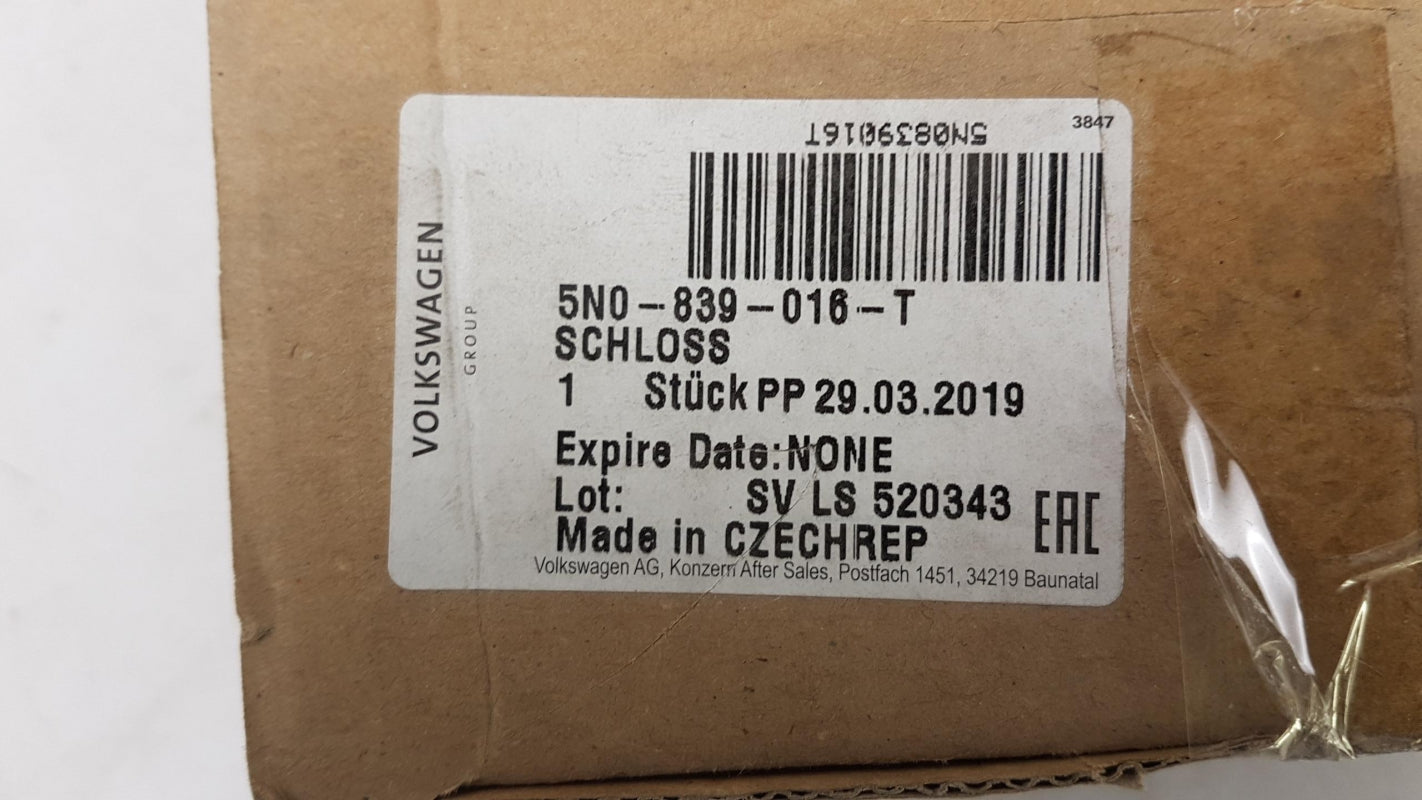 3847
5N0839016T
VOLKSWAGEN
GROUP
5N0-839-016-T
SCHLOSS
1 Stück PP 29.03.2019
Expire Date:NONE
Lot: SV LS 520343
Made in CZECHREP
EAC
Volkswagen AG, Konzern After Sales, Postfach 1451, 34219 Baunatal